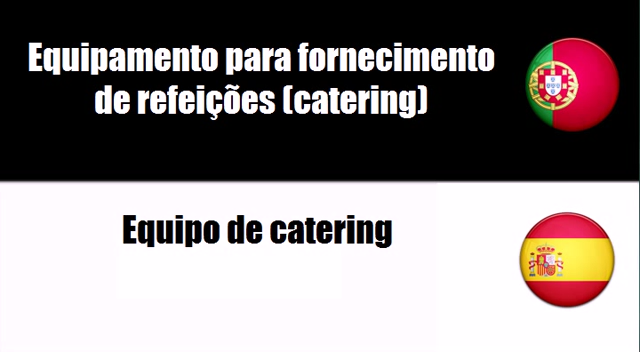 Equipamento para fornecimento
de refeições (catering)
Equipo de catering